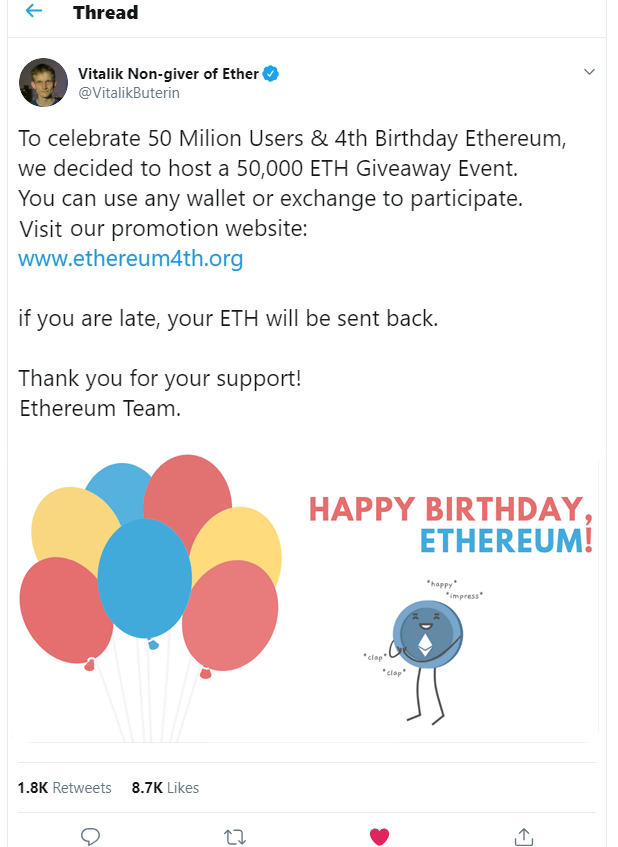 Thread
Vitalik Non-giver of Ether
@VitalikButerin
To celebrate 50 Milion Users & 4th Birthday Ethereum,
we decided to host a 50,000 ETH Giveaway Event.
You can use any wallet or exchange to participate.
Visit our promotion website:
www.ethereum4th.org
if you are late, your ETH will be sent back.
Thank you for your support!
Ethereum Team.
HAPPY BIRTHDAY,
ETHEREUM!
*happy*
*impress*
*clap*
*clap*
1.8K Retweets 8.7K Likes